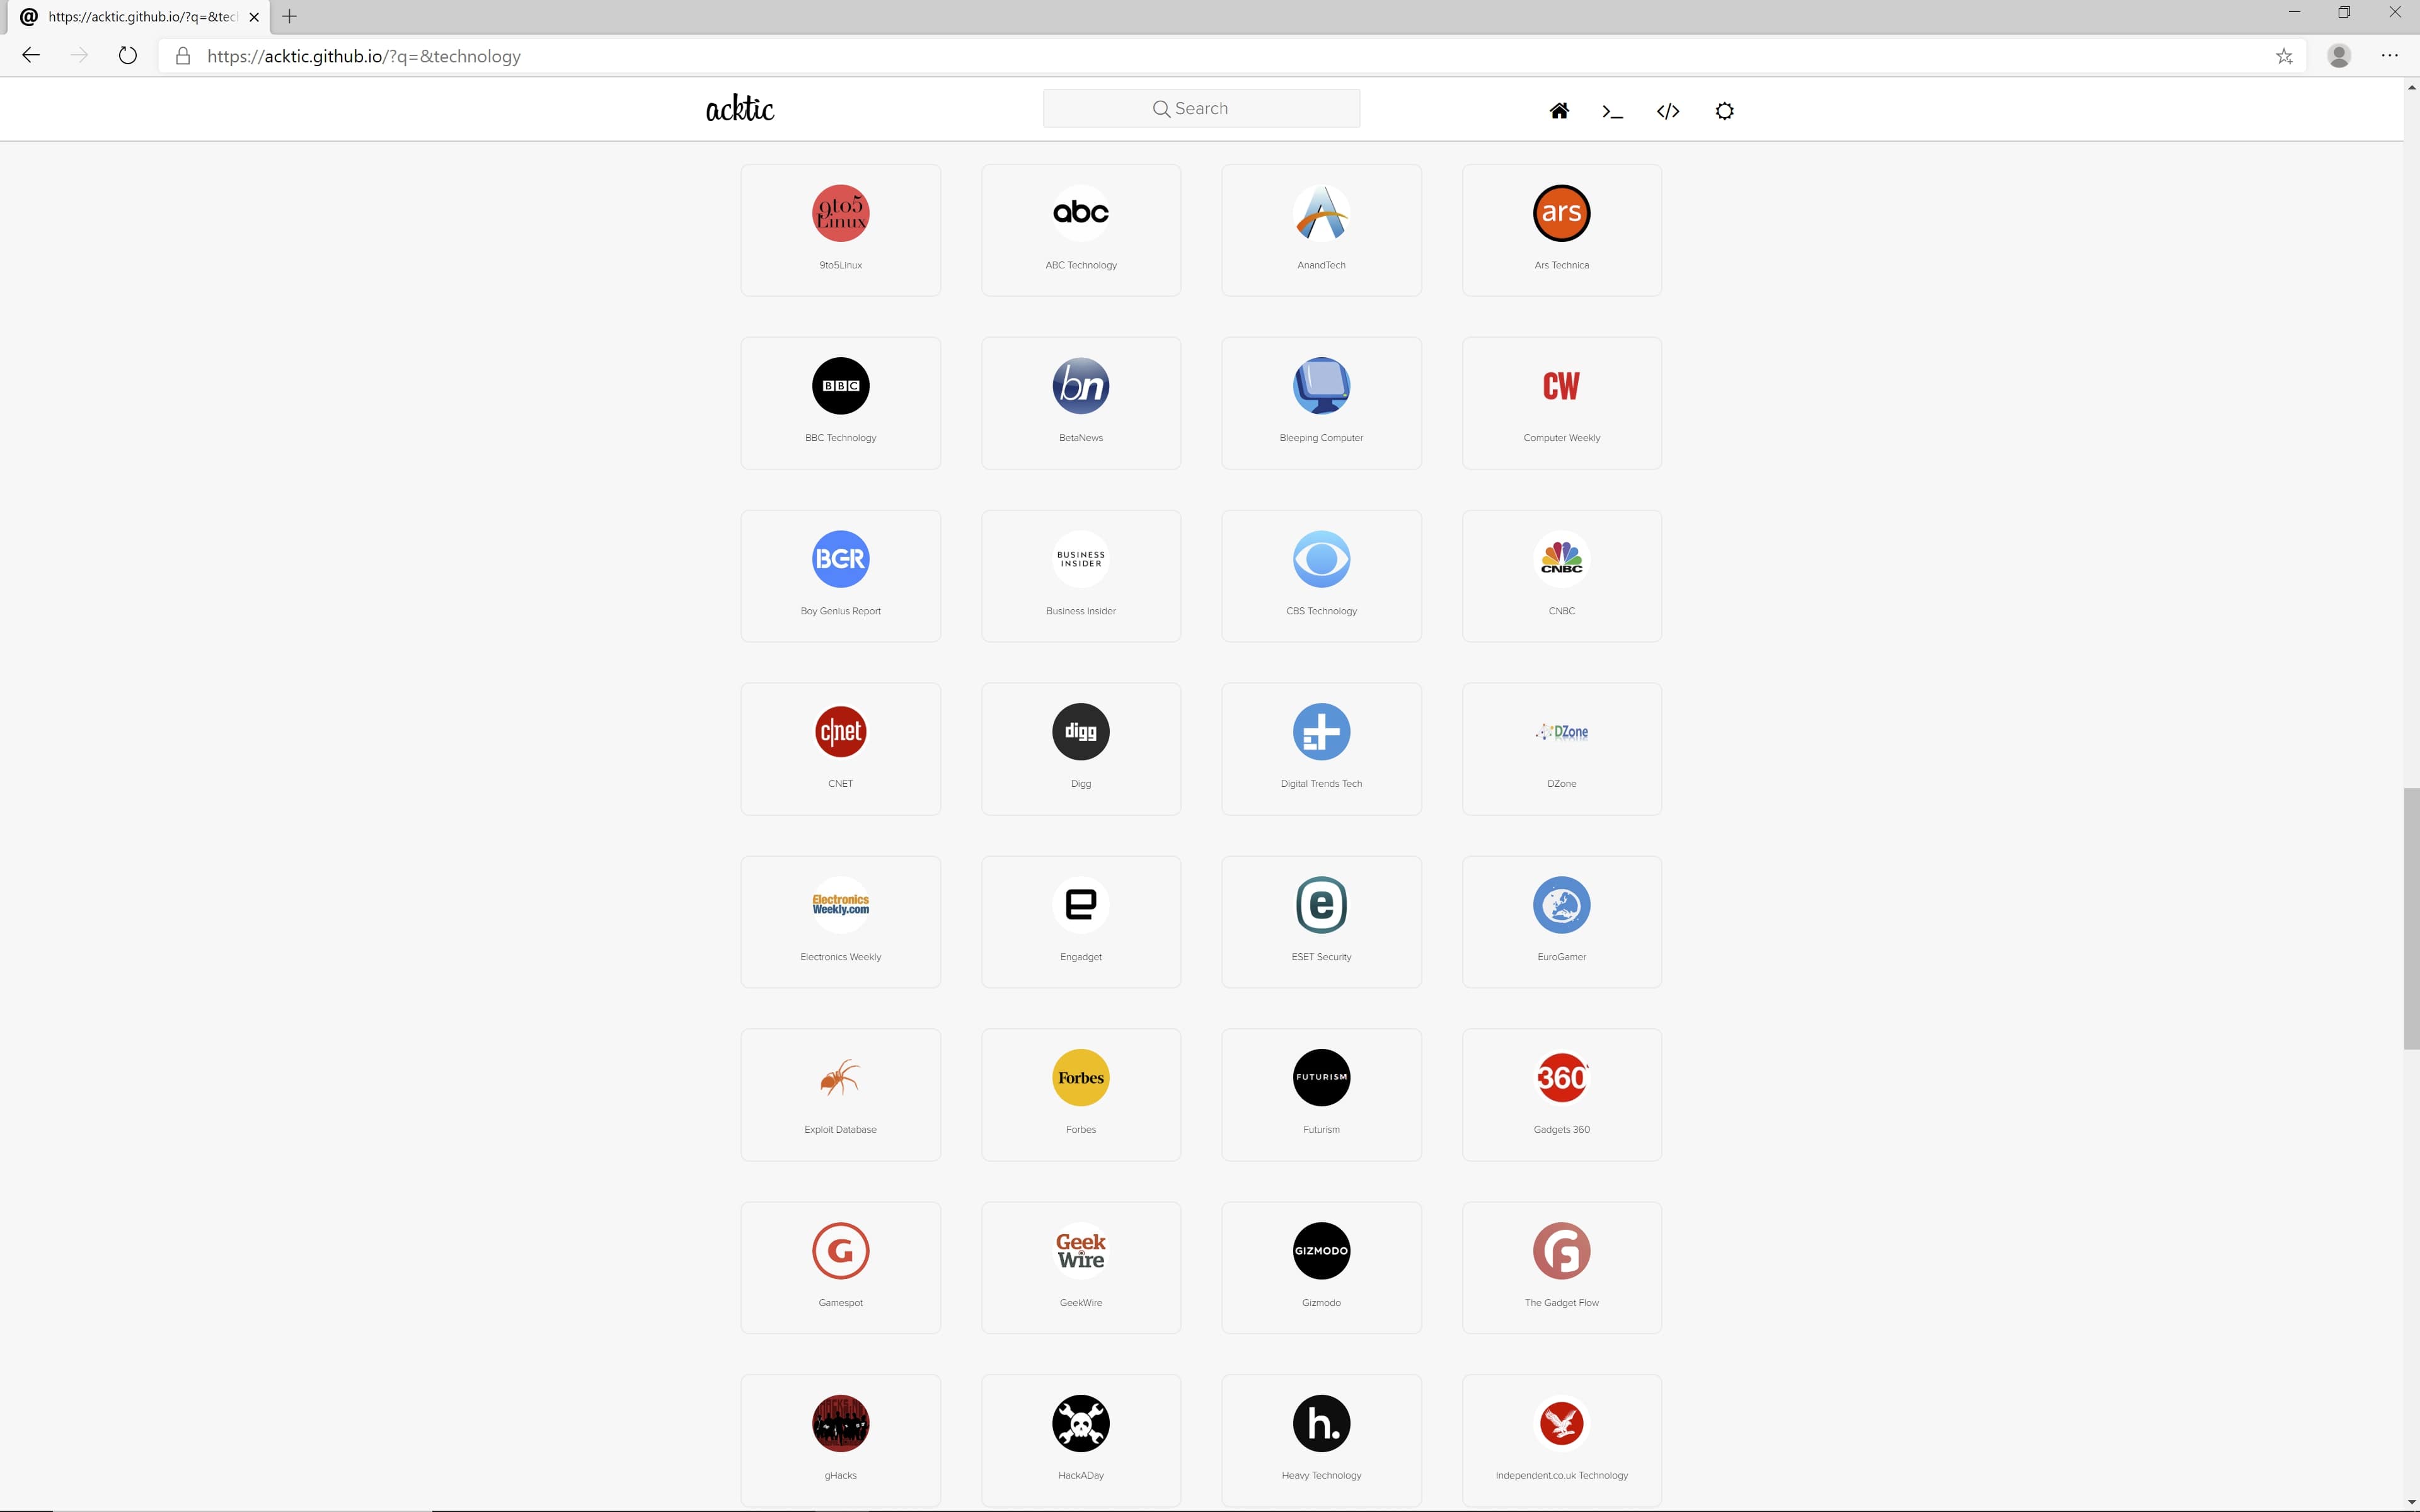 @ https://acktic.github.io/?q=&tec
https://acktic.github.io/?q=&technology
acktic
Search
9to5 Linux
abc
ars
9to5Linux
ABC Technology
AnandTech
Ars Technica
BBC
bn
CW
BBC Technology
BetaNews
Bleeping Computer
Computer Weekly
BGR
BUSINESS INSIDER
CNBC
Boy Genius Report
Business Insider
CBS Technology
CNBC
c|net
digg
DZone
CNET
Digg
Digital Trends Tech
DZone
Electronics Weekly.com
e
e
Electronics Weekly
Engadget
ESET Security
EuroGamer
Forbes
FUTURISM
360
Exploit Database
Forbes
Futurism
Gadgets 360
G
Geek Wire
GIZMODO
Gamespot
GeekWire
Gizmodo
The Gadget Flow
h.
gHacks
HackADay
Heavy Technology
Independent.co.uk Technology